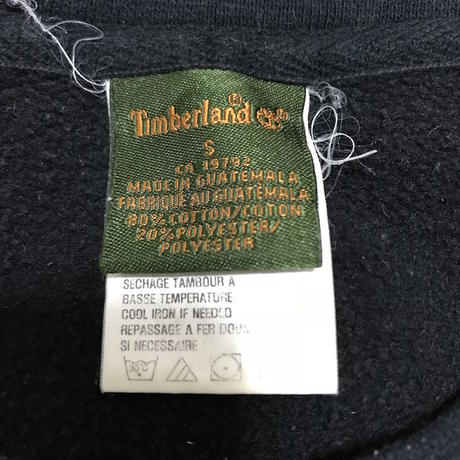 Timberland®
S
CA 19792
MADE IN GUATEMALA
FABRIQUE AU GUATEMALA
80% COTTON/COTON
20% POLYESTER/
POLYESTER
SECHAGE TAMBOUR A
BASSE TEMPERATURE
COOL IRON IF NEEDED
REPASSAGE A FER DOUX
SI NECESSAIRE
30°C